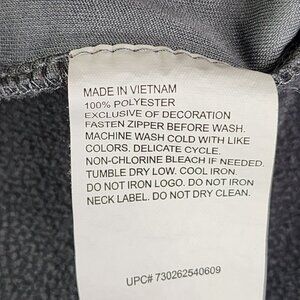 MADE IN VIETNAM
100% POLYESTER
EXCLUSIVE OF DECORATION
FASTEN ZIPPER BEFORE WASH.
MACHINE WASH COLD WITH LIKE
COLORS. DELICATE CYCLE.
NON-CHLORINE BLEACH IF NEEDED.
TUMBLE DRY LOW. COOL IRON.
DO NOT IRON LOGO. DO NOT IRON
NECK LABEL. DO NOT DRY CLEAN.
UPC# 730262540609